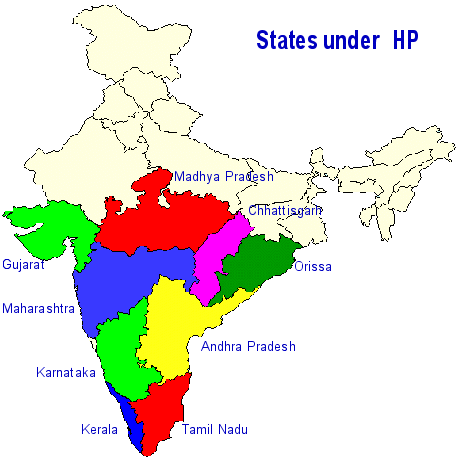 States under HP
Madhya Pradesh
Chhattisgarh
Gujarat
Orissa
Maharashtra
Andhra Pradesh
Karnataka
Kerala
Tamil Nadu